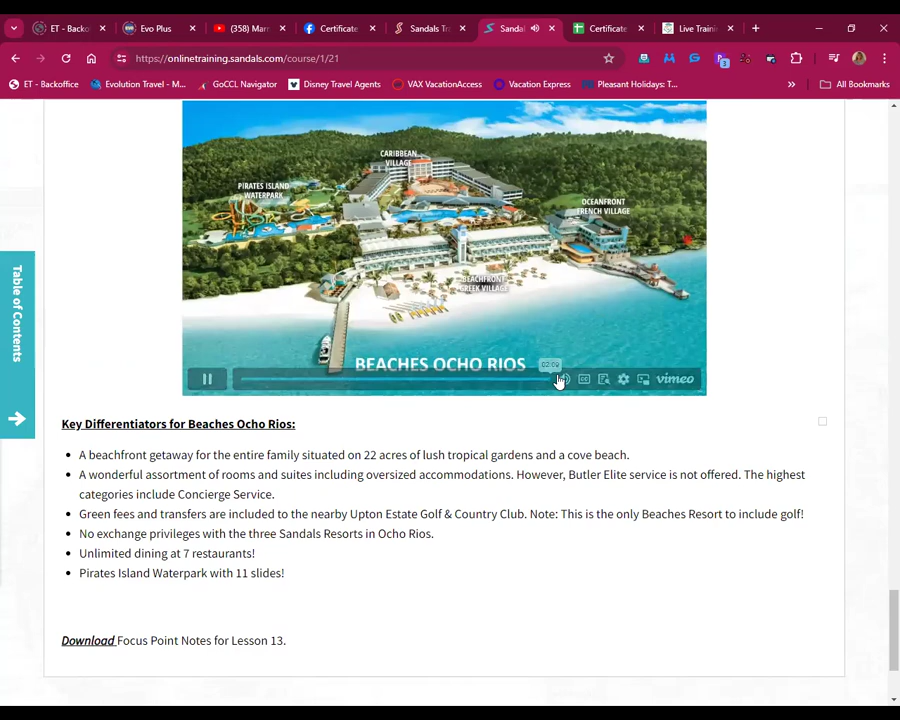 ET - Backo
Evo Plus
(358) Marr
Certificate
Sandals Tr
Sandal
Certificate
Live Traini
https://onlinetraining.sandals.com/course/1/21
ET - Backoffice
Evolution Travel - M...
GoCCL Navigator
Disney Travel Agents
VAX VacationAccess
Vacation Express
Pleasant Holidays: T...
All Bookmarks
CARIBBEAN
VILLAGE
PIRATES ISLAND
WATERPARK
OCEANFRONT
FRENCH VILLAGE
BEACHFRONT
GREEK VILLAGE
BEACHES OCHO RIOS
02:09
CC
vimeo
Table of Contents
Key Differentiators for Beaches Ocho Rios:
A beachfront getaway for the entire family situated on 22 acres of lush tropical gardens and a cove beach.
A wonderful assortment of rooms and suites including oversized accommodations. However, Butler Elite service is not offered. The highest
categories include Concierge Service.
Green fees and transfers are included to the nearby Upton Estate Golf & Country Club. Note: This is the only Beaches Resort to include golf!
No exchange privileges with the three Sandals Resorts in Ocho Rios.
Unlimited dining at 7 restaurants!
Pirates Island Waterpark with 11 slides!
Download Focus Point Notes for Lesson 13.